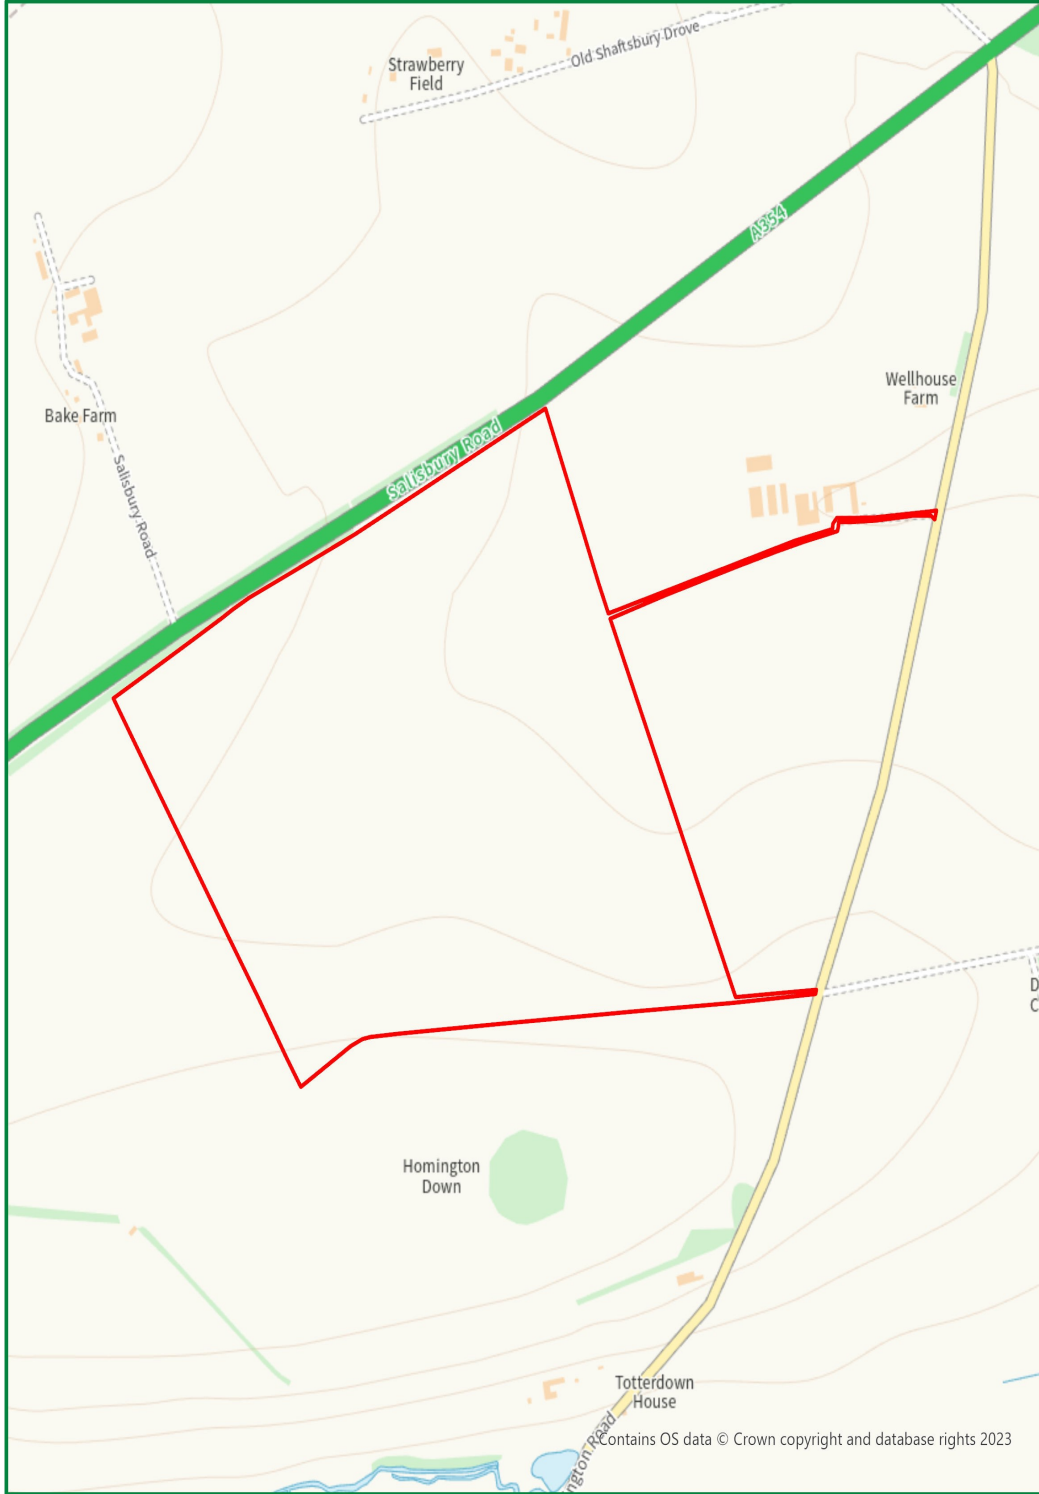 Old Shaftsbury Drove
Strawberry
Field
A354
Wellhouse
Farm
Bake Farm
Salisbury Road
Salisbury Road
Homington
Down
Totterdown
House
Contains OS data © Crown copyright and database rights 2023